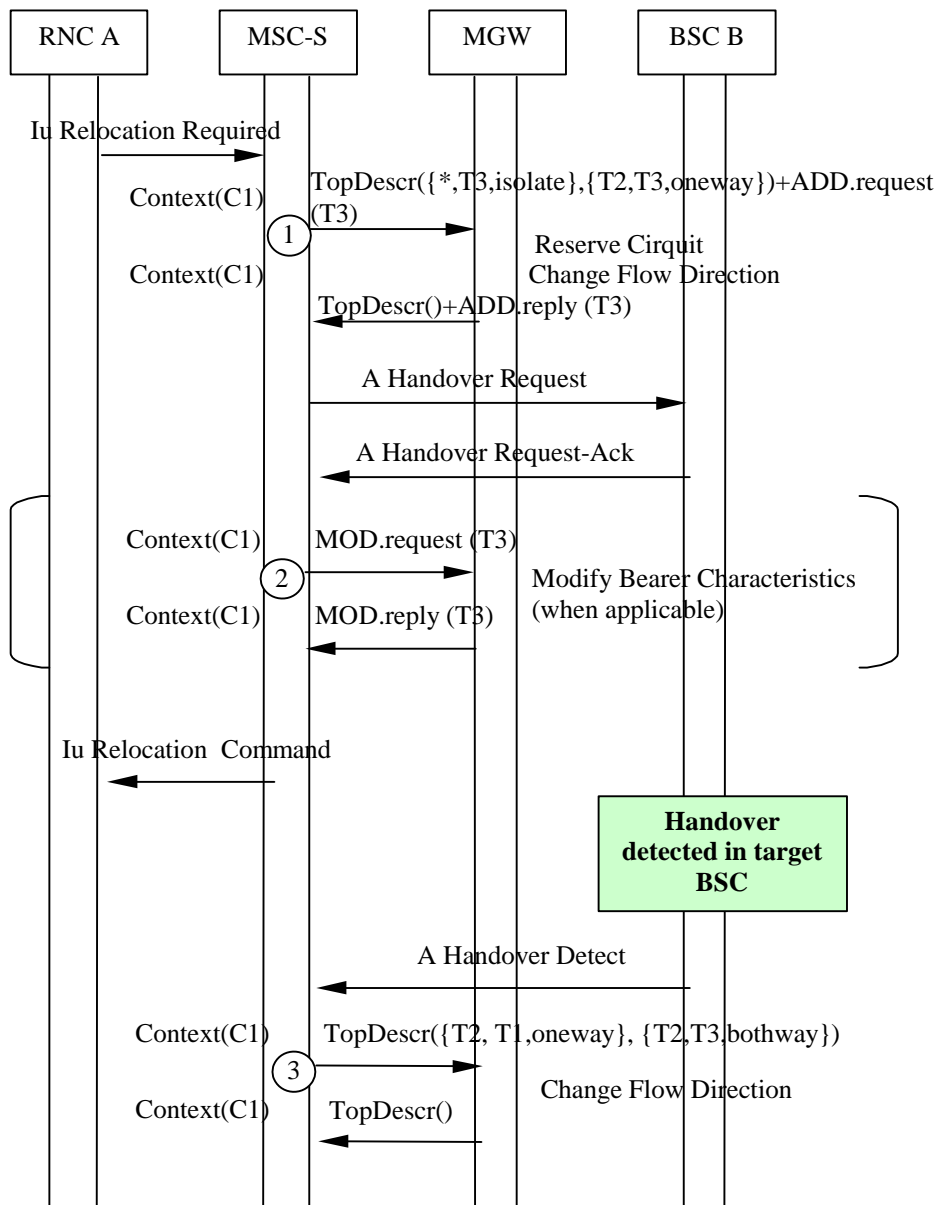 RNC A
MSC-S
MGW
BSC B
Iu Relocation Required
Context(C1)
TopDescr({*,T3,isolate},{T2,T3,oneway})+ADD.request
(T3)
1
Reserve Cirquit
Context(C1)
Change Flow Direction
TopDescr()+ADD.reply (T3)
A Handover Request
A Handover Request-Ack
Context(C1)
MOD.request (T3)
2
Modify Bearer Characteristics
(when applicable)
Context(C1)
MOD.reply (T3)
Iu Relocation Command
Handover
detected in target
BSC
A Handover Detect
Context(C1)
TopDescr({T2, T1,oneway}, {T2,T3,bothway})
3
Change Flow Direction
Context(C1)
TopDescr()